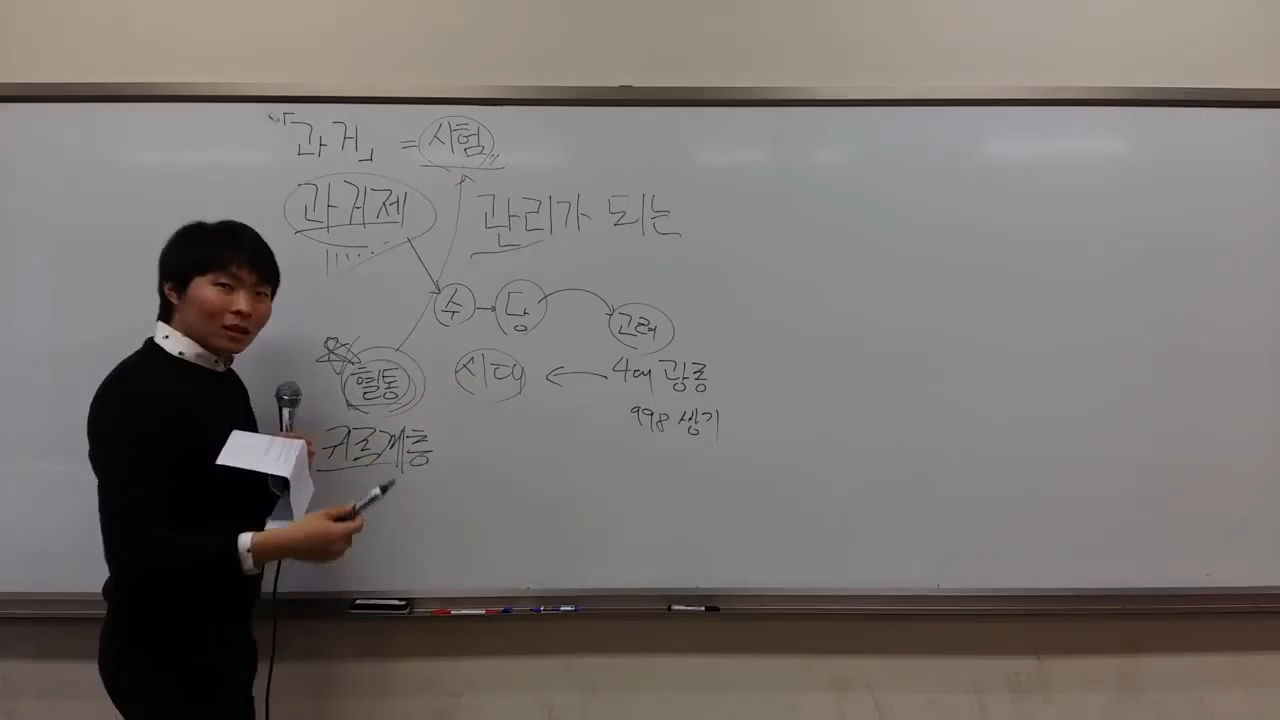 「과거」 = 시험
과거제 관리가 되는
수 → 당 고려
혈통 시대 ← 4대 광종
998 생기
귀족계층